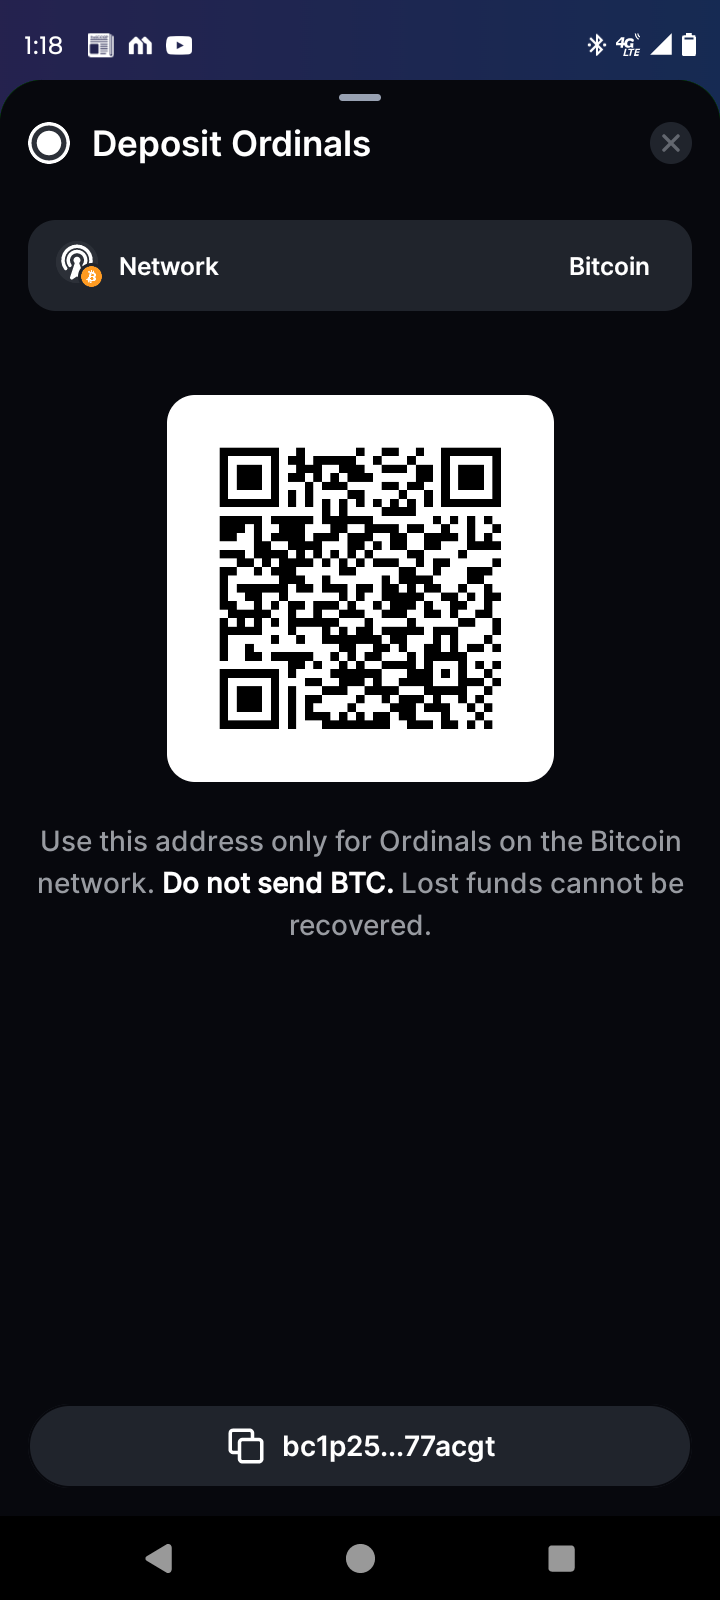 1:18
4G LTE
Deposit Ordinals
Network
Bitcoin
Use this address only for Ordinals on the Bitcoin
network. Do not send BTC. Lost funds cannot be
recovered.
bc1p25...77acgt